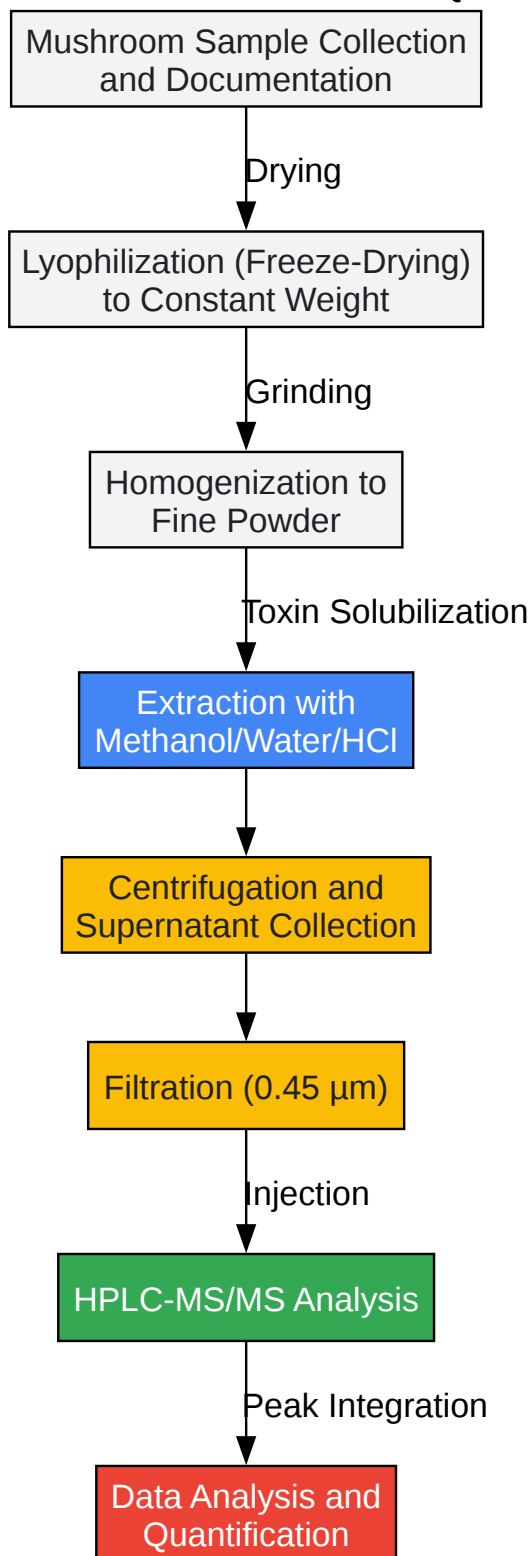 Mushroom Sample Collection
and Documentation
Drying
Lyophilization (Freeze-Drying)
to Constant Weight
Grinding
Homogenization to
Fine Powder
Toxin Solubilization
Extraction with
Methanol/Water/HCl
Centrifugation and
Supernatant Collection
Filtration (0.45 µm)
Injection
HPLC-MS/MS Analysis
Peak Integration
Data Analysis and
Quantification